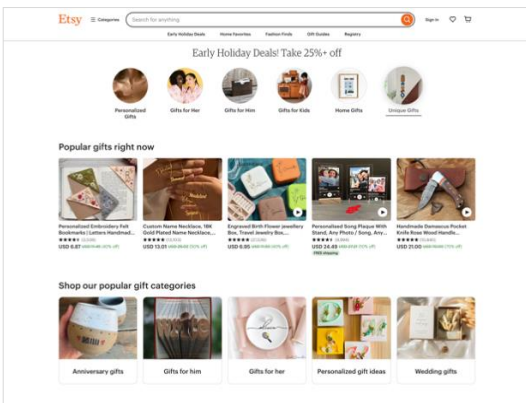 Etsy
Categories
Search for anything
Sign in
Early Holiday Deals
Home Favorites
Fashion Finds
Gift Guides
Registry
Early Holiday Deals! Take 25%+ off
Personalized
Gifts
Gifts for Her
Gifts for Him
Gifts for Kids
Home Gifts
Unique Gifts
Popular gifts right now
Personalized Embroidery Felt
Bookmarks | Letters Handmad...
USD 6.87
Custom Name Necklace, 18K
Gold Plated Name Necklace,...
USD 13.01
Engraved Birth Flower Jewellery
Box, Travel Jewelry Box,...
USD 6.95
Personalized Song Plaque With
Stand, Any Photo / Song, Any...
USD 24.49
FREE shipping
Handmade Damascus Pocket
Knife Rose Wood Handle...
USD 21.00
Shop our popular gift categories
Anniversary gifts
Gifts for him
Gifts for her
Personalized gift ideas
Wedding gifts